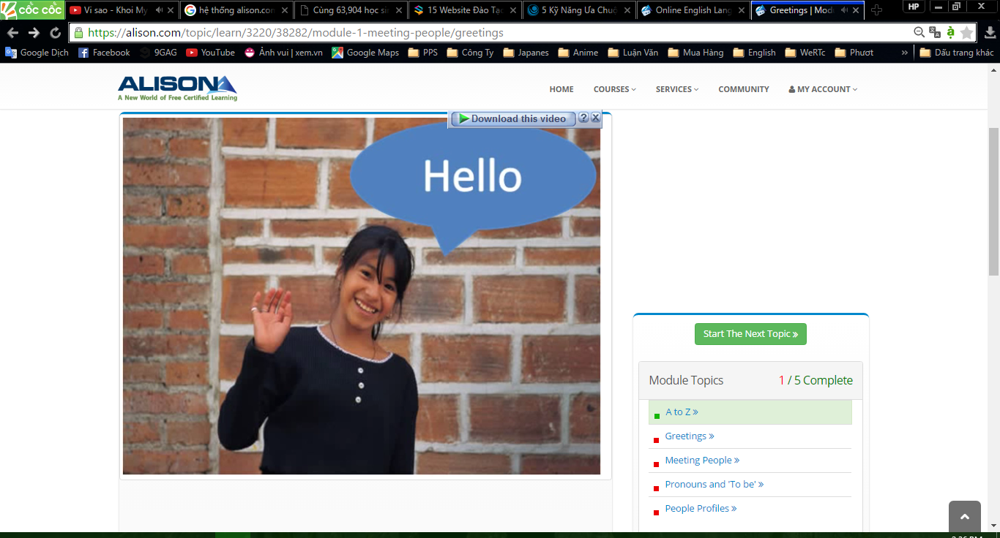 cốc cốc
Vì sao - Khoi My
hệ thống alison.com
Cùng 63,904 học sin
15 Website Đào Tạo
5 Kỹ Năng Ưa Chuộ
Online English Lang
Greetings | Modu
HP
https://alison.com/topic/learn/3220/38282/module-1-meeting-people/greetings
Google Dịch Facebook 9GAG YouTube Ảnh vui | xem.vn Google Maps PPS Công Ty Japanes Anime Luận Văn Mua Hàng English WeRTc Phượt » Dấu trang khác
ALISON
A New World of Free Certified Learning
HOME COURSES SERVICES COMMUNITY MY ACCOUNT
Download this video ? X
Hello
Start The Next Topic »
Module Topics 1 / 5 Complete
A to Z »
Greetings »
Meeting People »
Pronouns and 'To be' »
People Profiles »